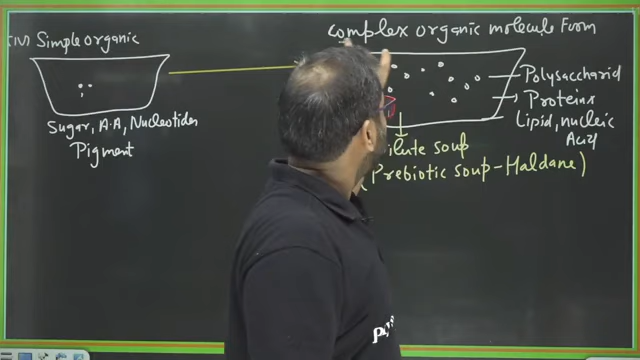 (IV) Simple organic
Sugar, A.A, Nucleotides
Pigment
complex organic molecule Form
Polysaccharid
Proteins
Lipid, nucleic
Acid
ilute soup
(Prebiotic soup - Haldane)